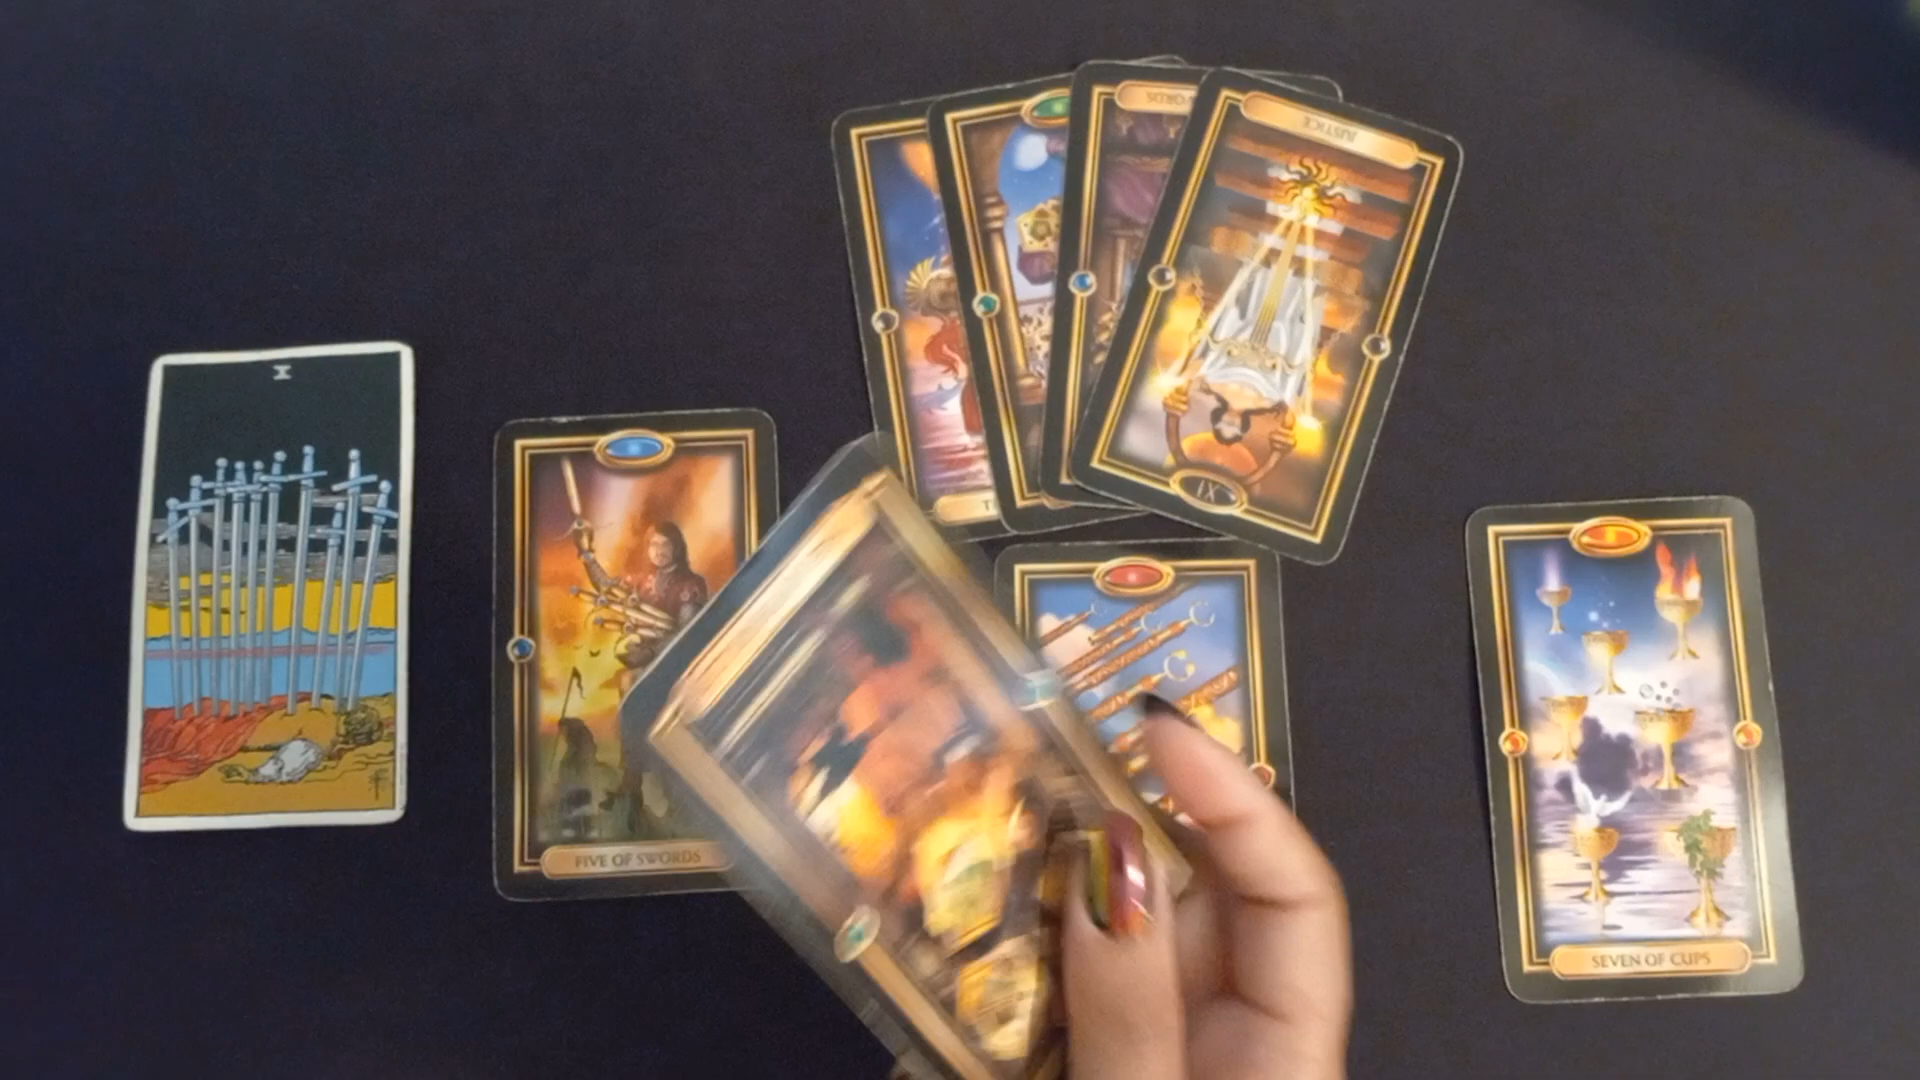 JUSTICE
XI
X
FIVE OF SWORDS
SEVEN OF CUPS